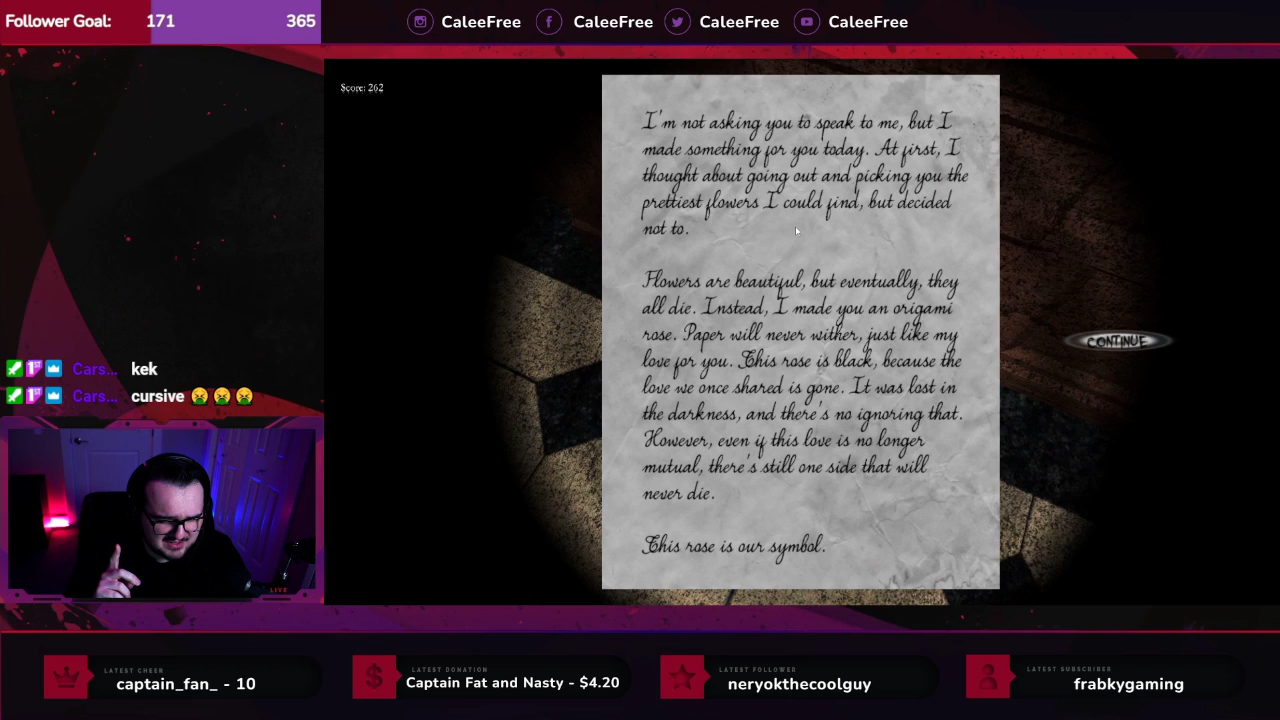 Follower Goal: 171 365
CaleeFree CaleeFree CaleeFree CaleeFree
Score: 262
I'm not asking you to speak to me, but I
made something for you today. At first, I
thought about going out and picking you the
prettiest flowers I could find, but decided
not to.
Flowers are beautiful, but eventually, they
all die. Instead, I made you an origami
rose. Paper will never wither, just like my
love for you. This rose is black, because the
love we once shared is gone. It was lost in
the darkness, and there's no ignoring that.
However, even if this love is no longer
mutual, there's still one side that will
never die.
This rose is our symbol.
CONTINUE
1ST Cars... kek
1ST Cars... cursive
LIVE
LATEST CHEER
captain_fan_ - 10
LATEST DONATION
Captain Fat and Nasty - $4.20
LATEST FOLLOWER
neryokthecoolguy
LATEST SUBSCRIBER
frabkygaming